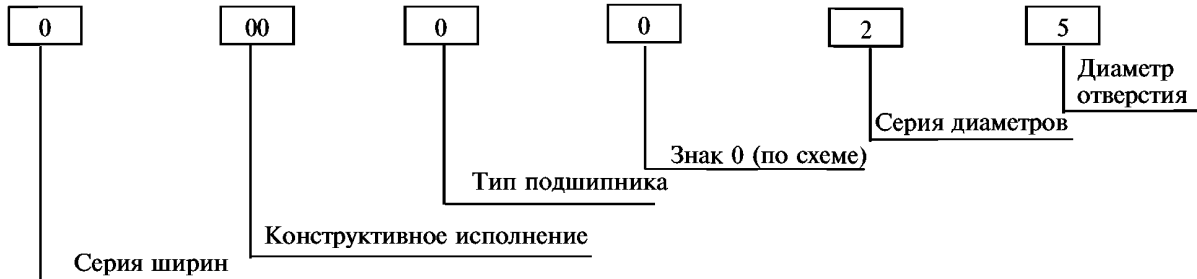 0 00 0 0 2 5
Диаметр
отверстия
Серия диаметров
Знак 0 (по схеме)
Тип подшипника
Конструктивное исполнение
Серия ширин